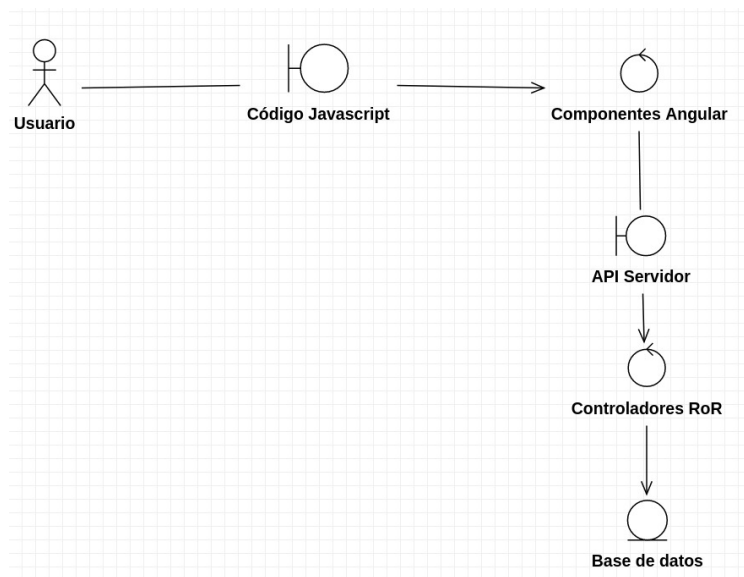 Usuario
Código Javascript
Componentes Angular
API Servidor
Controladores RoR
Base de datos